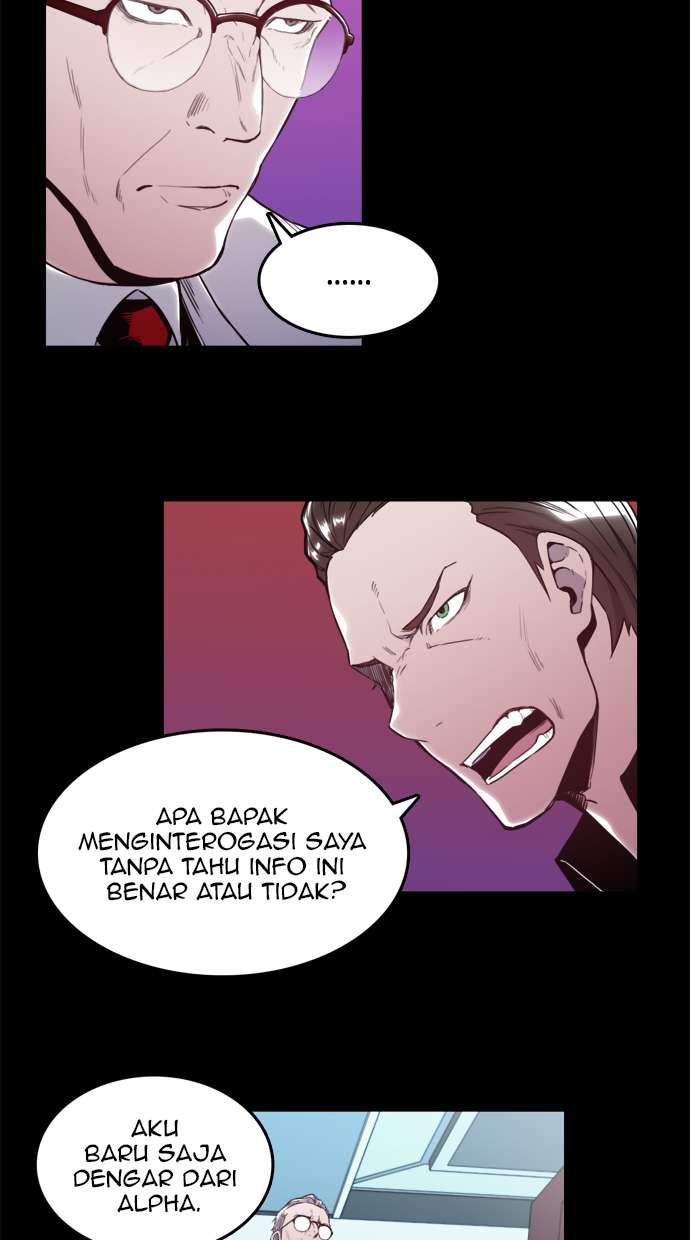 ......
APA BAPAK
MENGINTEROGASI SAYA
TANPA TAHU INFO INI
BENAR ATAU TIDAK?
AKU
BARU SAJA
DENGAR DARI
ALPHA.